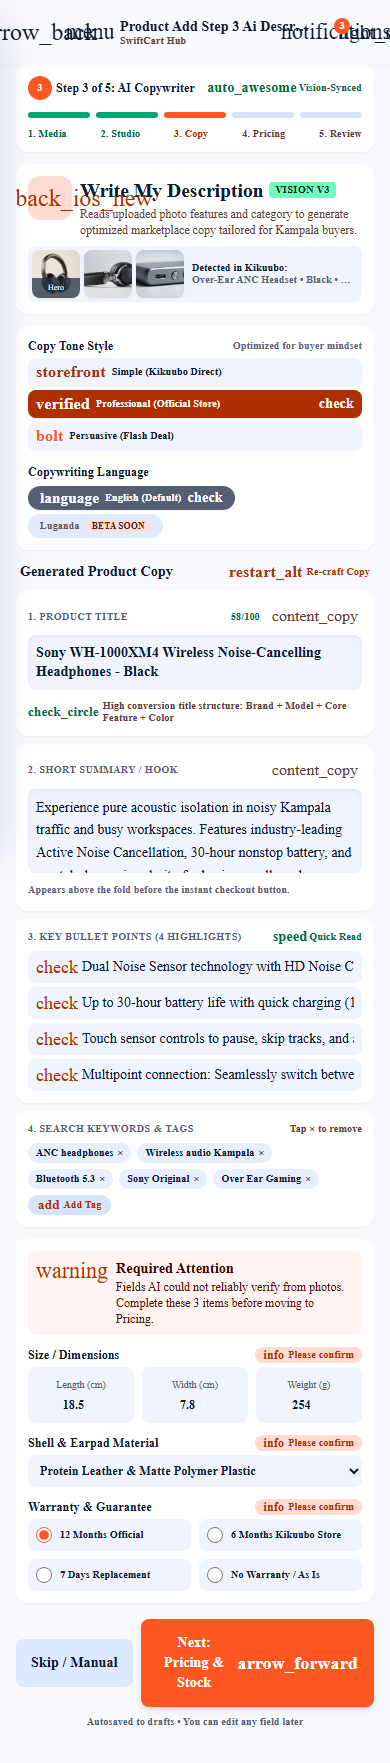 arrow_back
menu
Product Add Step 3 Ai Descr...
SwiftCart Hub
notifications
3
3
Step 3 of 5: AI Copywriter
auto_awesome Vision-Synced
1. Media
2. Studio
3. Copy
4. Pricing
5. Review
back_ios_new
Write My Description
VISION V3
Reads uploaded photo features and category to generate
optimized marketplace copy tailored for Kampala buyers.
Hero
Detected in Kikuubo:
Over-Ear ANC Headset • Black • ...
Copy Tone Style
Optimized for buyer mindset
storefront Simple (Kikuubo Direct)
verified Professional (Official Store) check
bolt Persuasive (Flash Deal)
Copywriting Language
language English (Default) check
Luganda BETA SOON
Generated Product Copy
restart_alt Re-craft Copy
1. PRODUCT TITLE
58/100 content_copy
Sony WH-1000XM4 Wireless Noise-Cancelling
Headphones - Black
check_circle High conversion title structure: Brand + Model + Core
Feature + Color
2. SHORT SUMMARY / HOOK
content_copy
Experience pure acoustic isolation in noisy Kampala
traffic and busy workspaces. Features industry-leading
Active Noise Cancellation, 30-hour nonstop battery, and
Appears above the fold before the instant checkout button.
3. KEY BULLET POINTS (4 HIGHLIGHTS)
speed Quick Read
check Dual Noise Sensor technology with HD Noise C
check Up to 30-hour battery life with quick charging (1
check Touch sensor controls to pause, skip tracks, and
check Multipoint connection: Seamlessly switch betwe
4. SEARCH KEYWORDS & TAGS
Tap × to remove
ANC headphones ×
Wireless audio Kampala ×
Bluetooth 5.3 ×
Sony Original ×
Over Ear Gaming ×
add Add Tag
warning
Required Attention
Fields AI could not reliably verify from photos.
Complete these 3 items before moving to
Pricing.
Size / Dimensions
info Please confirm
Length (cm)
Width (cm)
Weight (g)
18.5
7.8
254
Shell & Earpad Material
info Please confirm
Protein Leather & Matte Polymer Plastic
Warranty & Guarantee
info Please confirm
12 Months Official
6 Months Kikuubo Store
7 Days Replacement
No Warranty / As Is
Skip / Manual
Next:
Pricing &
Stock
arrow_forward
Autosaved to drafts • You can edit any field later